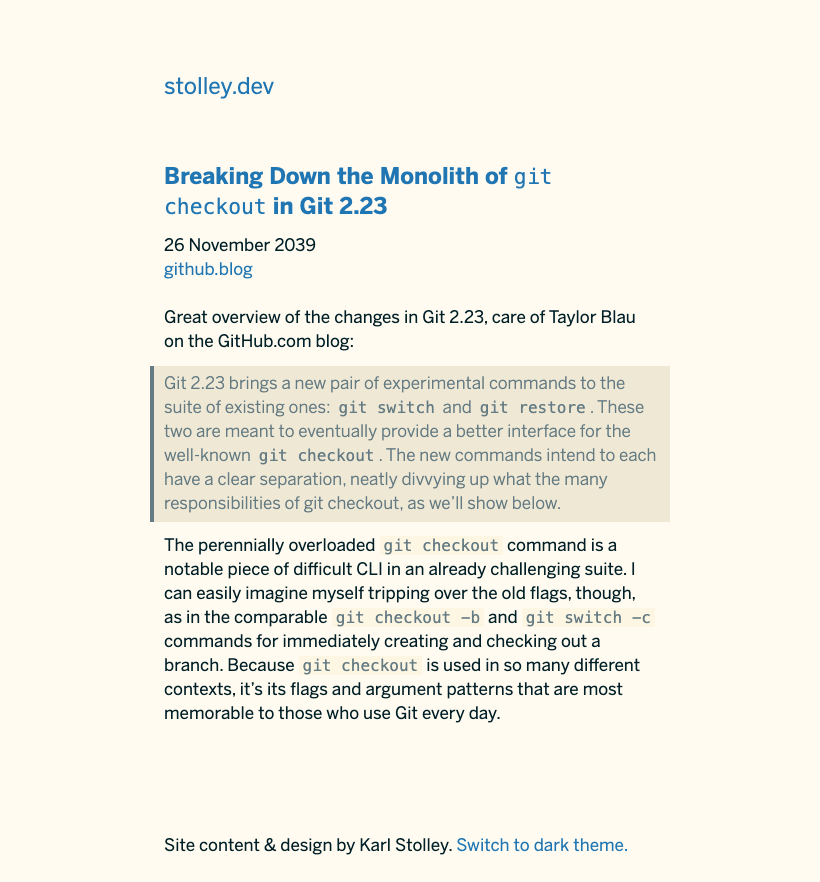 stolley.dev
Breaking Down the Monolith of git
checkout in Git 2.23
26 November 2039
github.blog
Great overview of the changes in Git 2.23, care of Taylor Blau
on the GitHub.com blog:
Git 2.23 brings a new pair of experimental commands to the
suite of existing ones: git switch and git restore. These
two are meant to eventually provide a better interface for the
well-known git checkout. The new commands intend to each
have a clear separation, neatly divvying up what the many
responsibilities of git checkout, as we’ll show below.
The perennially overloaded git checkout command is a
notable piece of difficult CLI in an already challenging suite. I
can easily imagine myself tripping over the old flags, though,
as in the comparable git checkout -b and git switch -c
commands for immediately creating and checking out a
branch. Because git checkout is used in so many different
contexts, it’s its flags and argument patterns that are most
memorable to those who use Git every day.
Site content & design by Karl Stolley. Switch to dark theme.